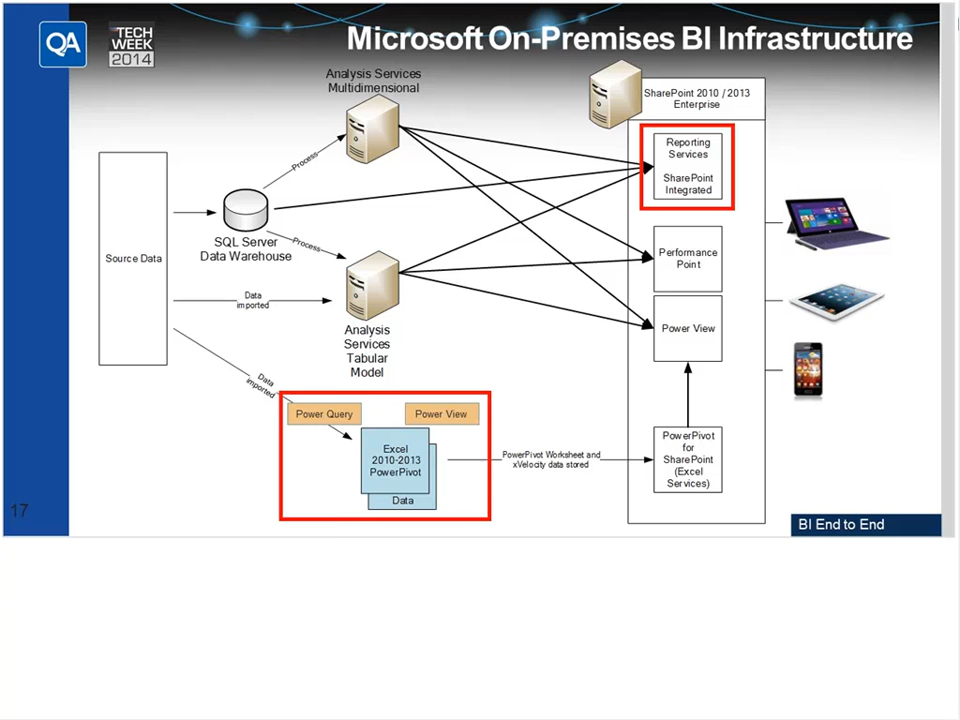 QA
TECH
WEEK
2014
Microsoft On-Premises BI Infrastructure
Analysis Services
Multidimensional
SharePoint 2010 / 2013
Enterprise
Reporting
Services
SharePoint
Integrated
Process
Source Data
SQL Server
Data Warehouse
Process
Performance
Point
Data
imported
Analysis
Services
Tabular
Model
Power View
Data
imported
Power Query
Power View
Excel
2010-2013
PowerPivot
Data
PowerPivot Worksheet and
xVelocity data stored
PowerPivot
for
SharePoint
(Excel
Services)
17
BI End to End